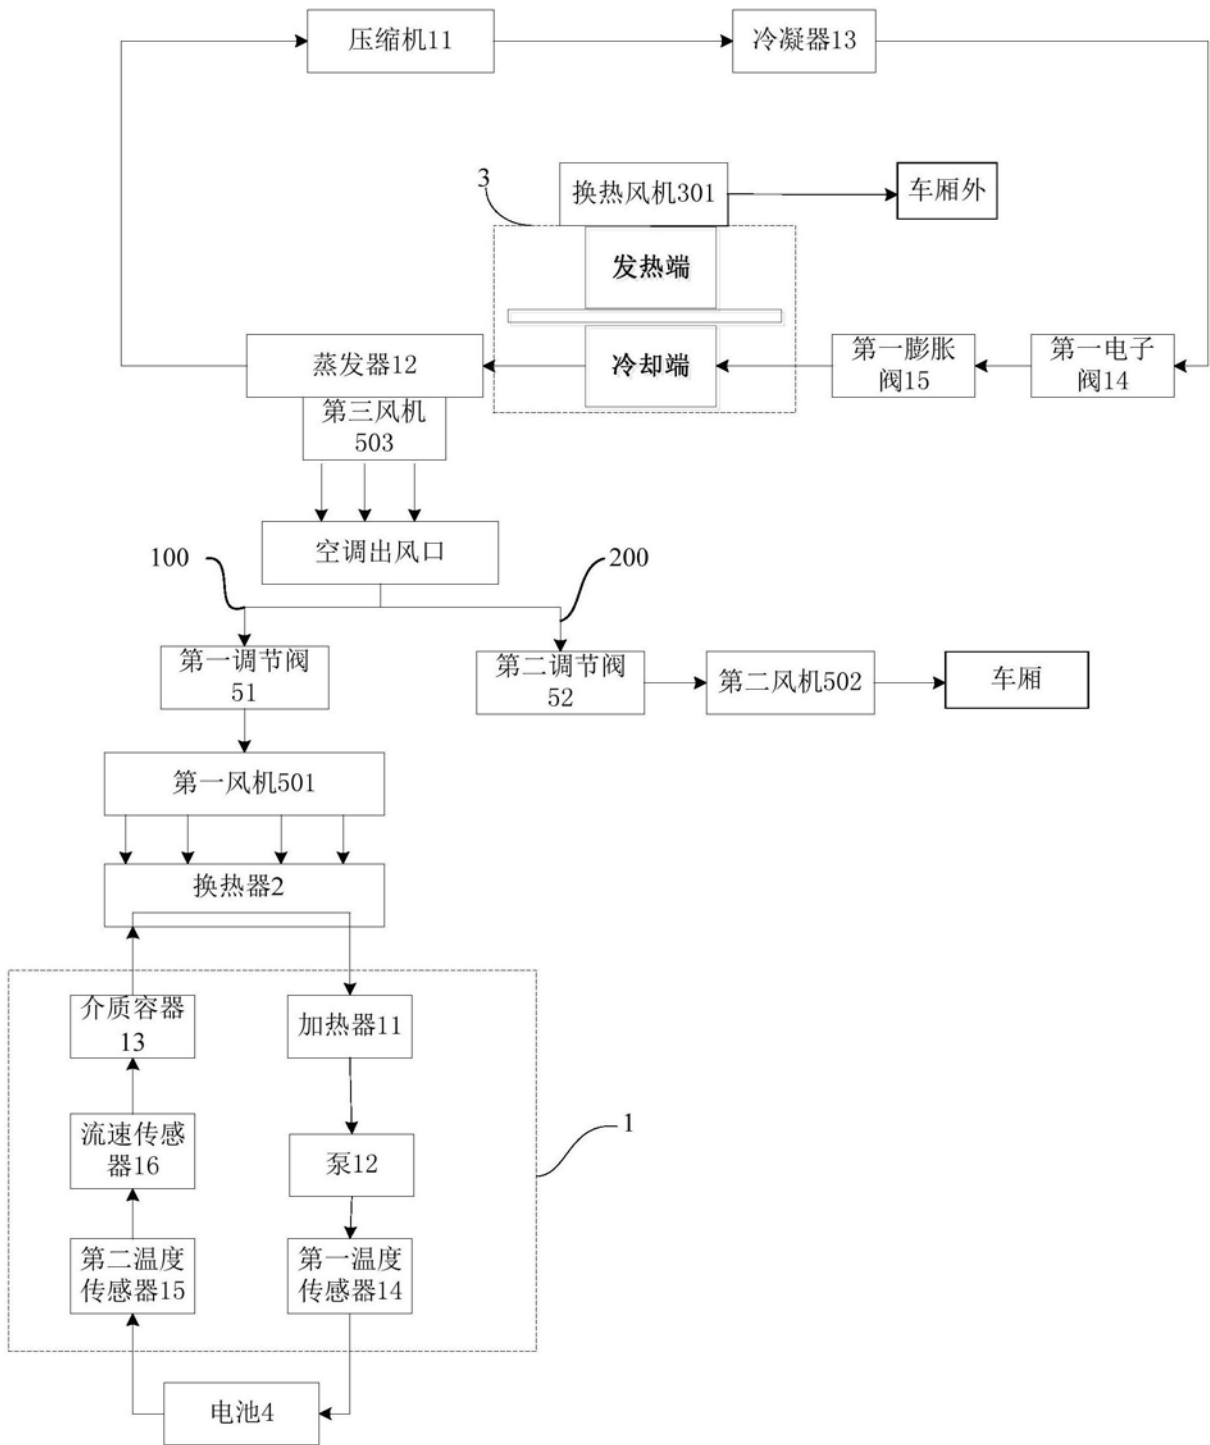 压缩机11
冷凝器13
3
换热风机301
车厢外
发热端
蒸发器12
冷却端
第一膨胀
阀15
第一电子
阀14
第三风机
503
空调出风口
100
200
第一调节阀
51
第二调节阀
52
第二风机502
车厢
第一风机501
换热器2
介质容器
13
加热器11
流速传感
器16
泵12
1
第二温度
传感器15
第一温度
传感器14
电池4